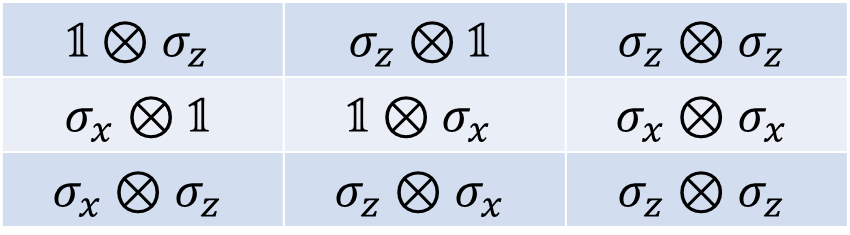 𝟙 ⊗ σ_z σ_z ⊗ 𝟙 σ_z ⊗ σ_z
σ_x ⊗ 𝟙 𝟙 ⊗ σ_x σ_x ⊗ σ_x
σ_x ⊗ σ_z σ_z ⊗ σ_x σ_z ⊗ σ_z